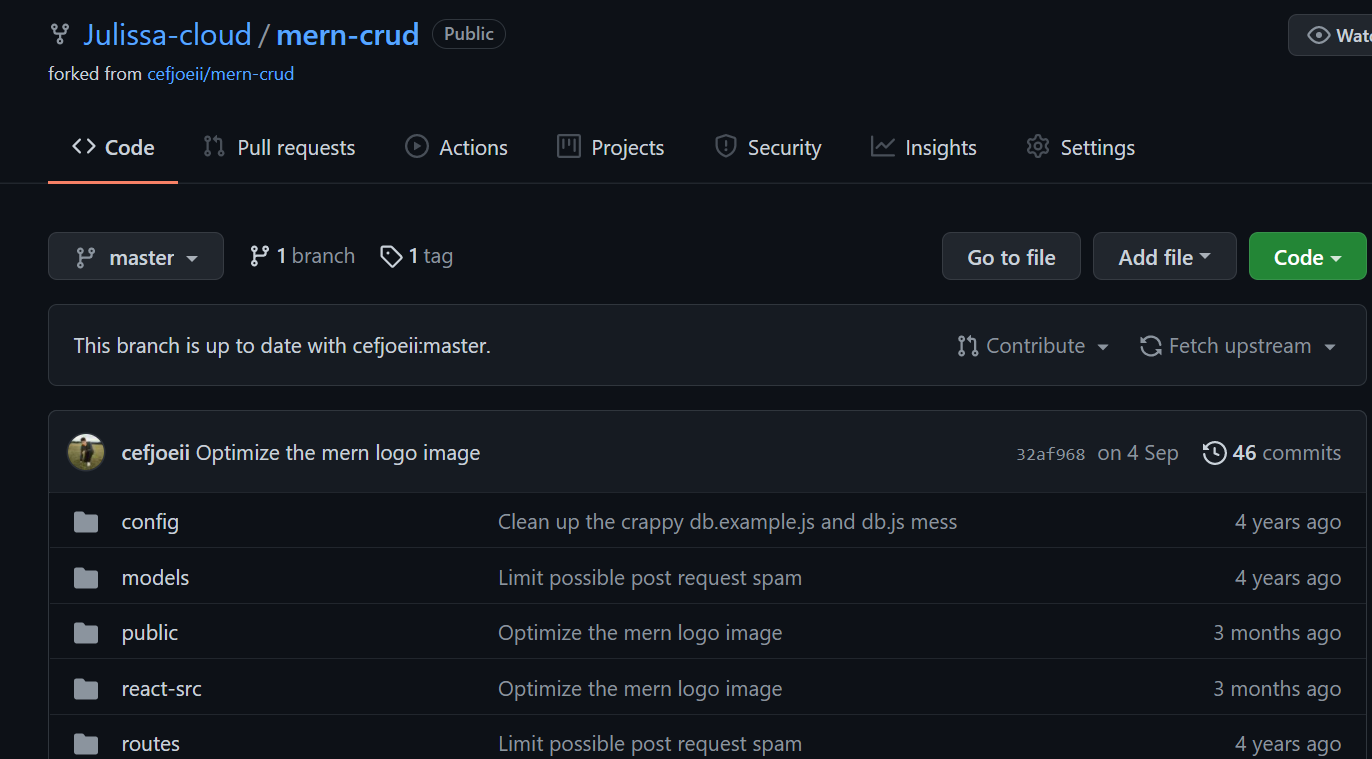 Julissa-cloud / mern-crud Public
forked from cefjoeii/mern-crud
Code Pull requests Actions Projects Security Insights Settings
master 1 branch 1 tag Go to file Add file Code
This branch is up to date with cefjoeii:master. Contribute Fetch upstream
cefjoeii Optimize the mern logo image 32af968 on 4 Sep 46 commits
config Clean up the crappy db.example.js and db.js mess 4 years ago
models Limit possible post request spam 4 years ago
public Optimize the mern logo image 3 months ago
react-src Optimize the mern logo image 3 months ago
routes Limit possible post request spam 4 years ago